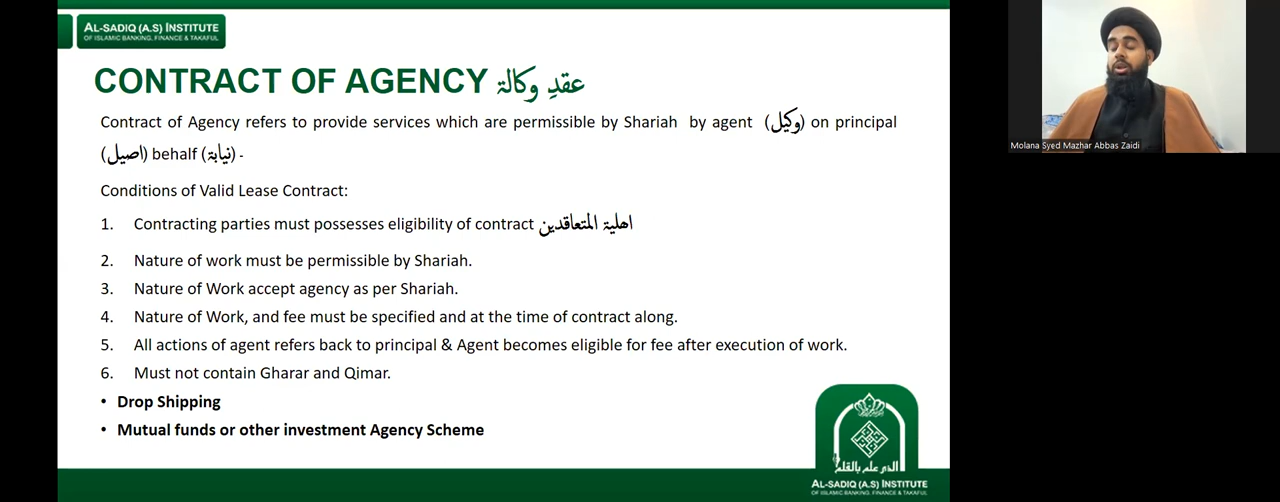 AL-SADIQ (A.S) INSTITUTE
OF ISLAMIC BANKING, FINANCE & TAKAFUL
CONTRACT OF AGENCY عقدِ وکالۃ
Contract of Agency refers to provide services which are permissible by Shariah by agent (وکیل) on principal
(اصیل) behalf (نیابۃ) -
Conditions of Valid Lease Contract:
1. Contracting parties must possesses eligibility of contract اھلیۃ المتعاقدین
2. Nature of work must be permissible by Shariah.
3. Nature of Work accept agency as per Shariah.
4. Nature of Work, and fee must be specified and at the time of contract along.
5. All actions of agent refers back to principal & Agent becomes eligible for fee after execution of work.
6. Must not contain Gharar and Qimar.
• Drop Shipping
• Mutual funds or other investment Agency Scheme
الذی علم بالقلم
AL-SADIQ (A.S) INSTITUTE
OF ISLAMIC BANKING, FINANCE & TAKAFUL
Molana Syed Mazhar Abbas Zaidi